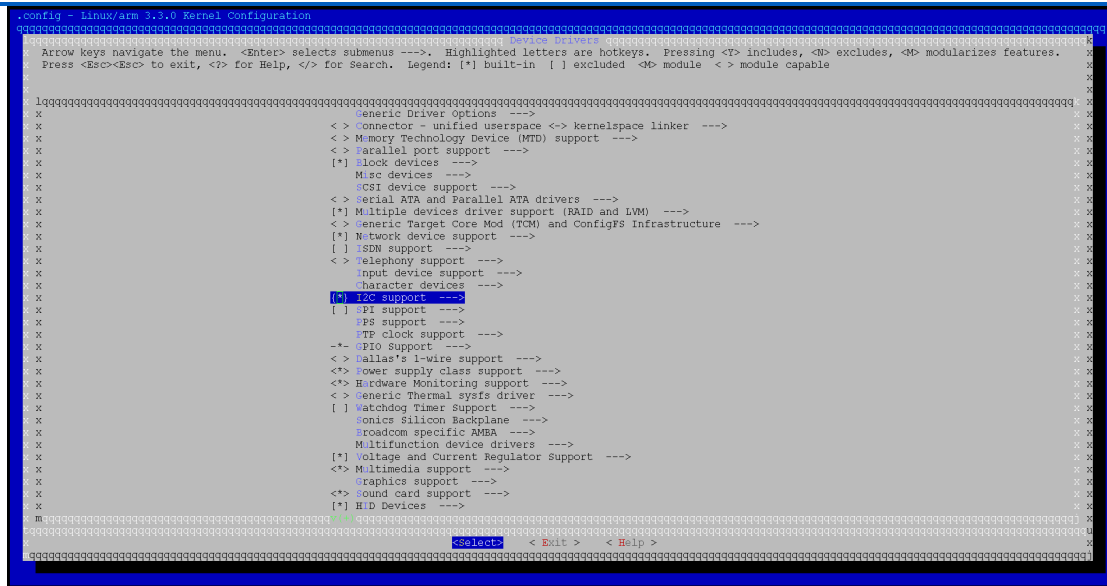 .config - Linux/arm 3.3.0 Kernel Configuration
Device Drivers
Arrow keys navigate the menu.  <Enter> selects submenus --->.  Highlighted letters are hotkeys.  Pressing <Y> includes, <N> excludes, <M> modularizes features.
Press <Esc><Esc> to exit, <?> for Help, </> for Search.  Legend: [*] built-in  [ ] excluded  <M> module  < > module capable
Generic Driver Options  --->
< > Connector - unified userspace <-> kernelspace linker  --->
< > Memory Technology Device (MTD) support  --->
< > Parallel port support  --->
[*] Block devices  --->
Misc devices  --->
SCSI device support  --->
< > Serial ATA and Parallel ATA drivers  --->
[*] Multiple devices driver support (RAID and LVM)  --->
< > Generic Target Core Mod (TCM) and ConfigFS Infrastructure  --->
[*] Network device support  --->
[ ] ISDN support  --->
< > Telephony support  --->
Input device support  --->
Character devices  --->
{*} I2C support  --->
[ ] SPI support  --->
PPS support  --->
PTP clock support  --->
-*- GPIO Support  --->
< > Dallas's 1-wire support  --->
<*> Power supply class support  --->
<*> Hardware Monitoring support  --->
< > Generic Thermal sysfs driver  --->
[ ] Watchdog Timer Support  --->
Sonics Silicon Backplane  --->
Broadcom specific AMBA  --->
Multifunction device drivers  --->
[*] Voltage and Current Regulator Support  --->
<*> Multimedia support  --->
Graphics support  --->
<*> Sound card support  --->
[*] HID Devices  --->
<Select>    < Exit >    < Help >